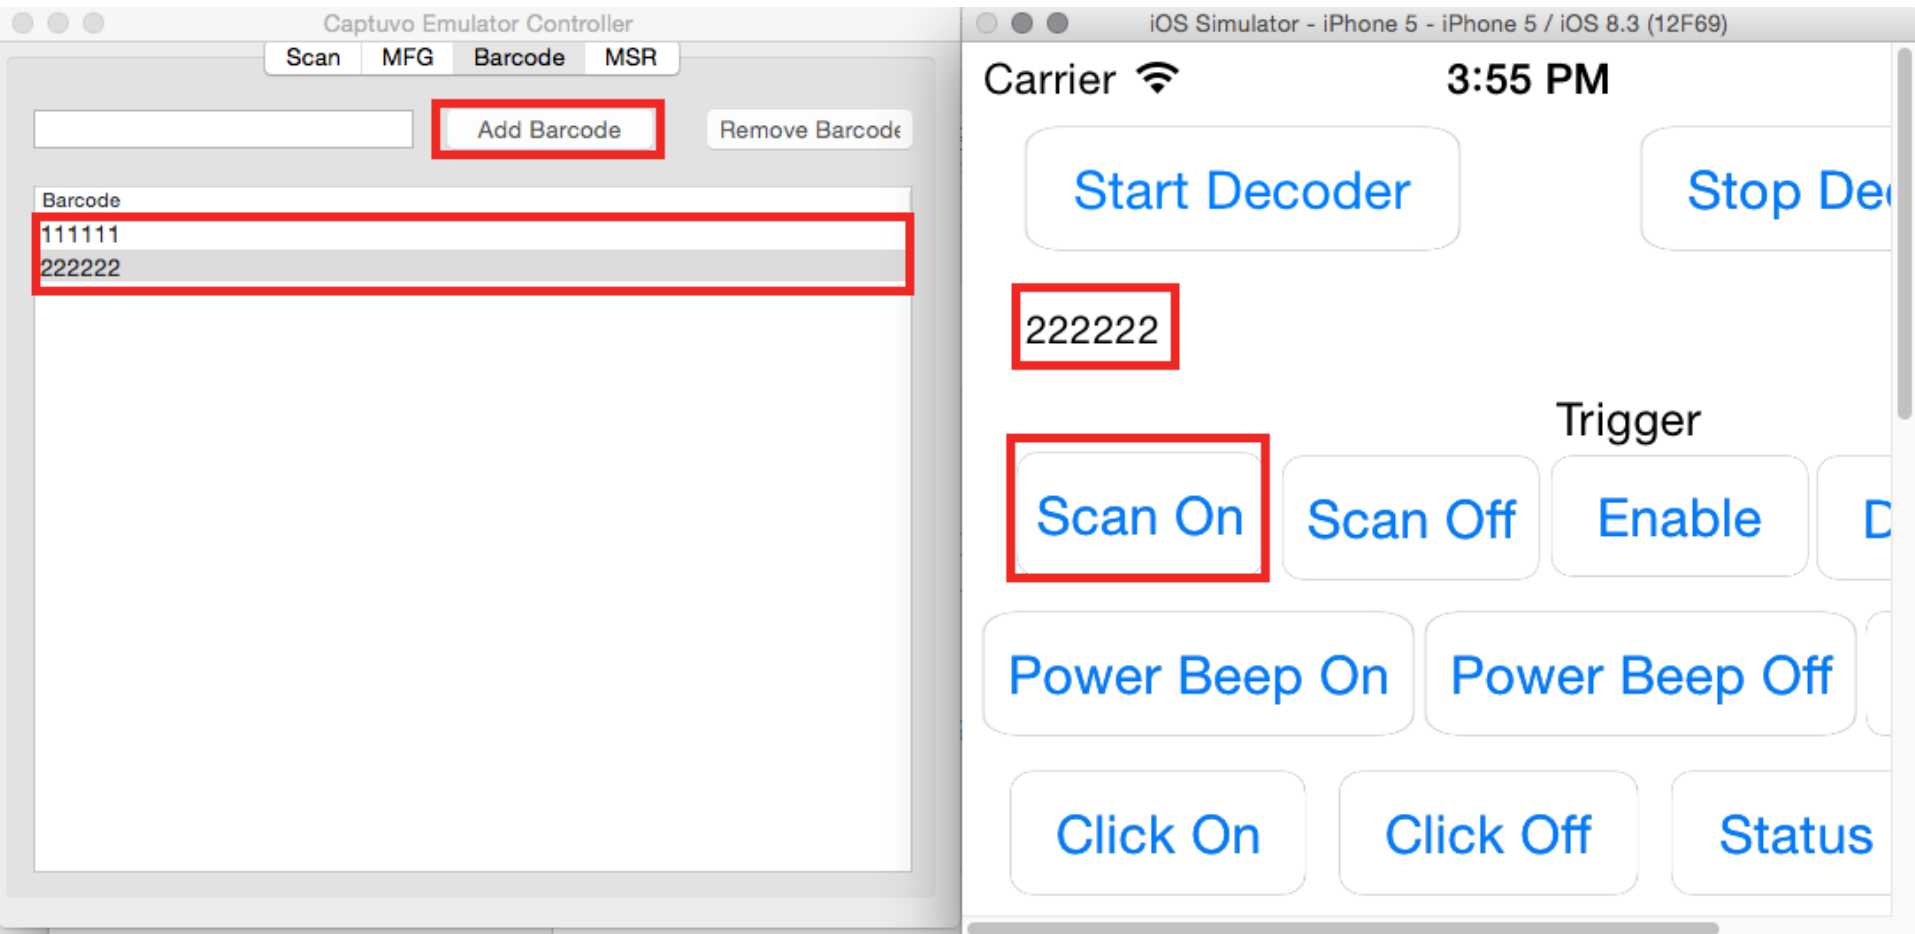 Captuvo Emulator Controller
Scan MFG Barcode MSR
Add Barcode Remove Barcode
Barcode
111111
222222
iOS Simulator - iPhone 5 - iPhone 5 / iOS 8.3 (12F69)
Carrier 3:55 PM
Start Decoder Stop De
222222
Trigger
Scan On Scan Off Enable D
Power Beep On Power Beep Off
Click On Click Off Status